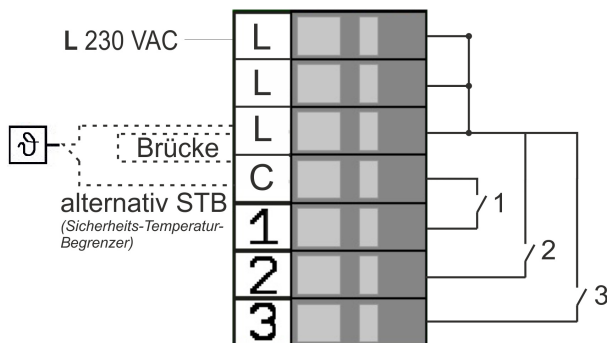 L 230 VAC
L
L
L
ϑ
Brücke
C
alternativ STB
(Sicherheits-Temperatur-
Begrenzer)
1
2
3
1
2
3